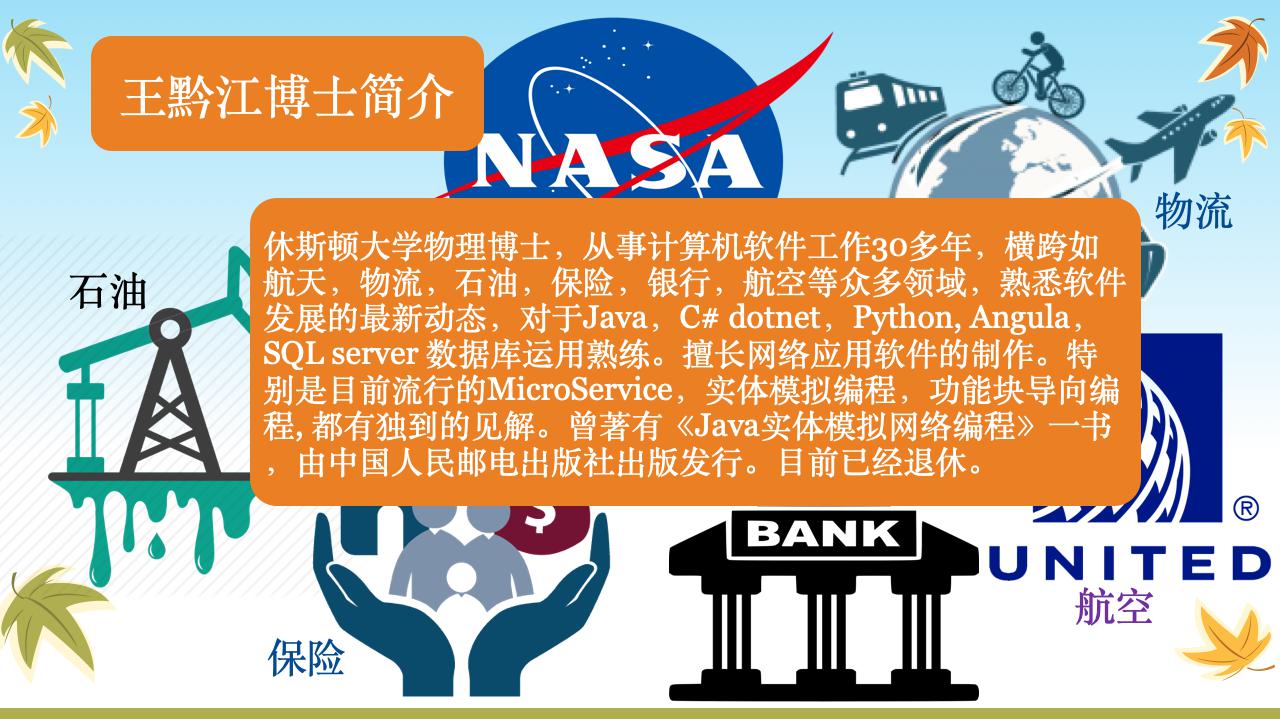 王黔江博士简介
NASA
物流
石油
休斯顿大学物理博士，从事计算机软件工作30多年，横跨如
航天，物流，石油，保险，银行，航空等众多领域，熟悉软件
发展的最新动态，对于Java，C# dotnet，Python, Angula，
SQL server 数据库运用熟练。擅长网络应用软件的制作。特
别是目前流行的MicroService，实体模拟编程，功能块导向编
程, 都有独到的见解。曾著有《Java实体模拟网络编程》一书
，由中国人民邮电出版社出版发行。目前已经退休。
$
BANK
®
UNITED
航空
保险